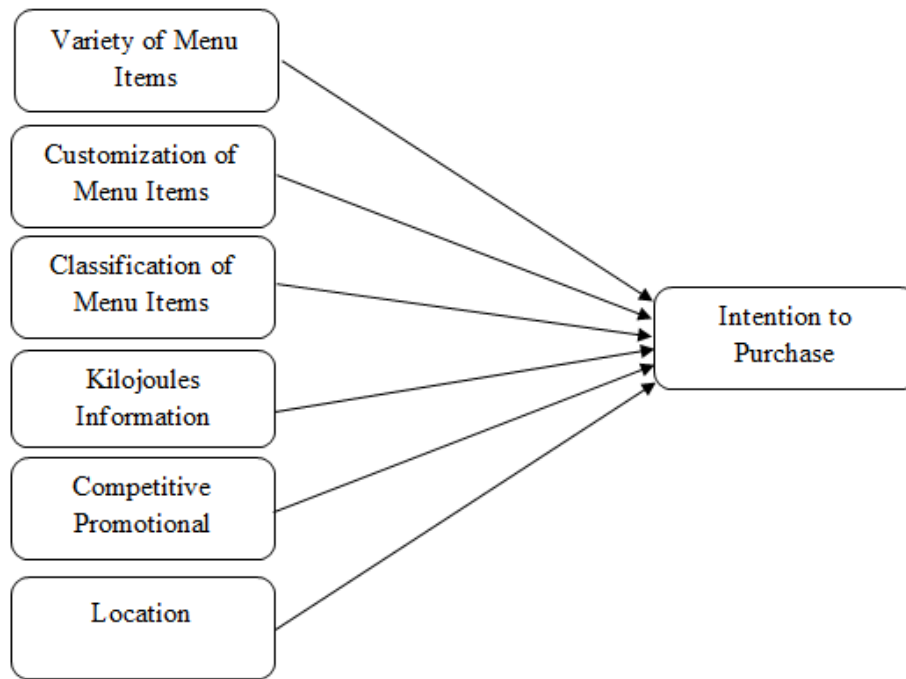 Variety of Menu
Items
Customization of
Menu Items
Classification of
Menu Items
Kilojoules
Information
Competitive
Promotional
Location
Intention to
Purchase